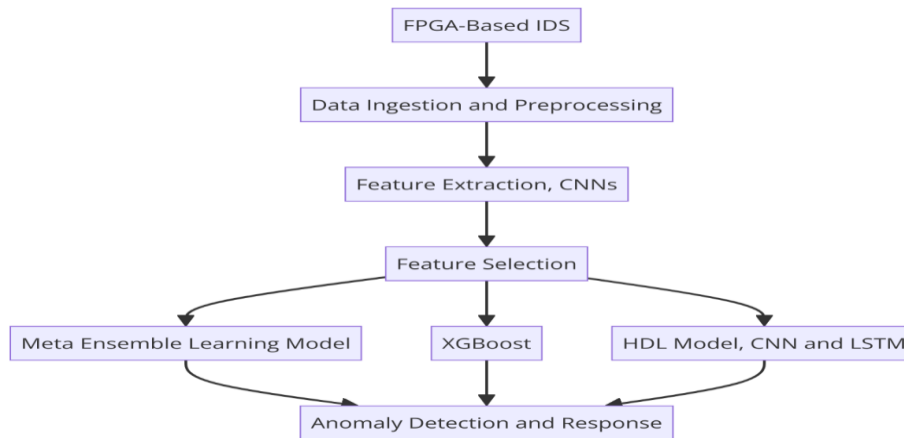 FPGA-Based IDS
Data Ingestion and Preprocessing
Feature Extraction, CNNs
Feature Selection
Meta Ensemble Learning Model
XGBoost
HDL Model, CNN and LSTM
Anomaly Detection and Response